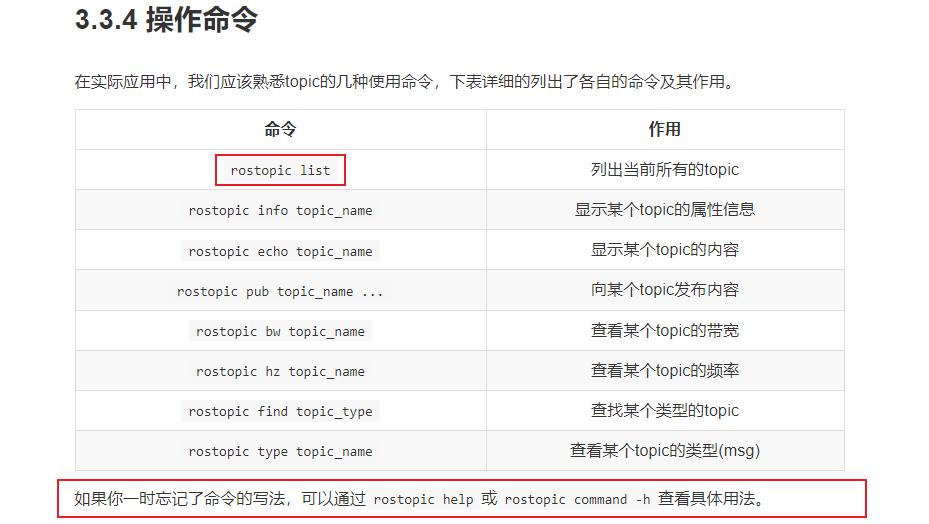 3.3.4 操作命令
在实际应用中，我们应该熟悉topic的几种使用命令，下表详细的列出了各自的命令及其作用。
命令 作用
rostopic list 列出当前所有的topic
rostopic info topic_name 显示某个topic的属性信息
rostopic echo topic_name 显示某个topic的内容
rostopic pub topic_name ... 向某个topic发布内容
rostopic bw topic_name 查看某个topic的带宽
rostopic hz topic_name 查看某个topic的频率
rostopic find topic_type 查找某个类型的topic
rostopic type topic_name 查看某个topic的类型(msg)
如果你一时忘记了命令的写法，可以通过 rostopic help 或 rostopic command -h 查看具体用法。